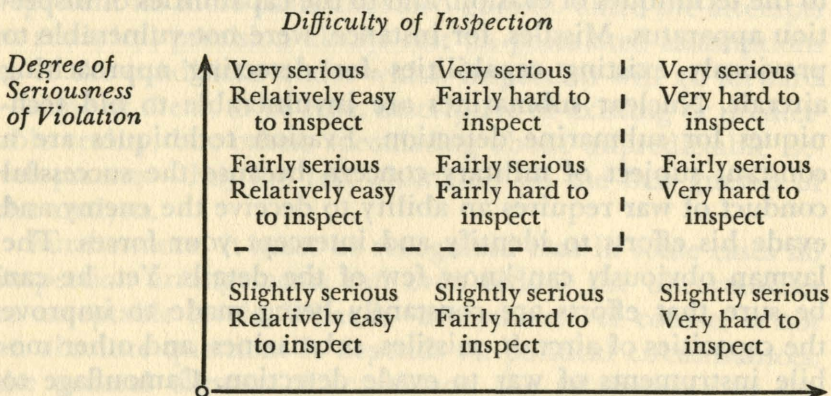 Difficulty of Inspection
Degree of
Seriousness
of Violation
Very serious
Relatively easy
to inspect
Very serious
Fairly hard to
inspect
Very serious
Very hard to
inspect
Fairly serious
Relatively easy
to inspect
Fairly serious
Fairly hard to
inspect
Fairly serious
Very hard to
inspect
Slightly serious
Relatively easy
to inspect
Slightly serious
Fairly hard to
inspect
Slightly serious
Very hard to
inspect